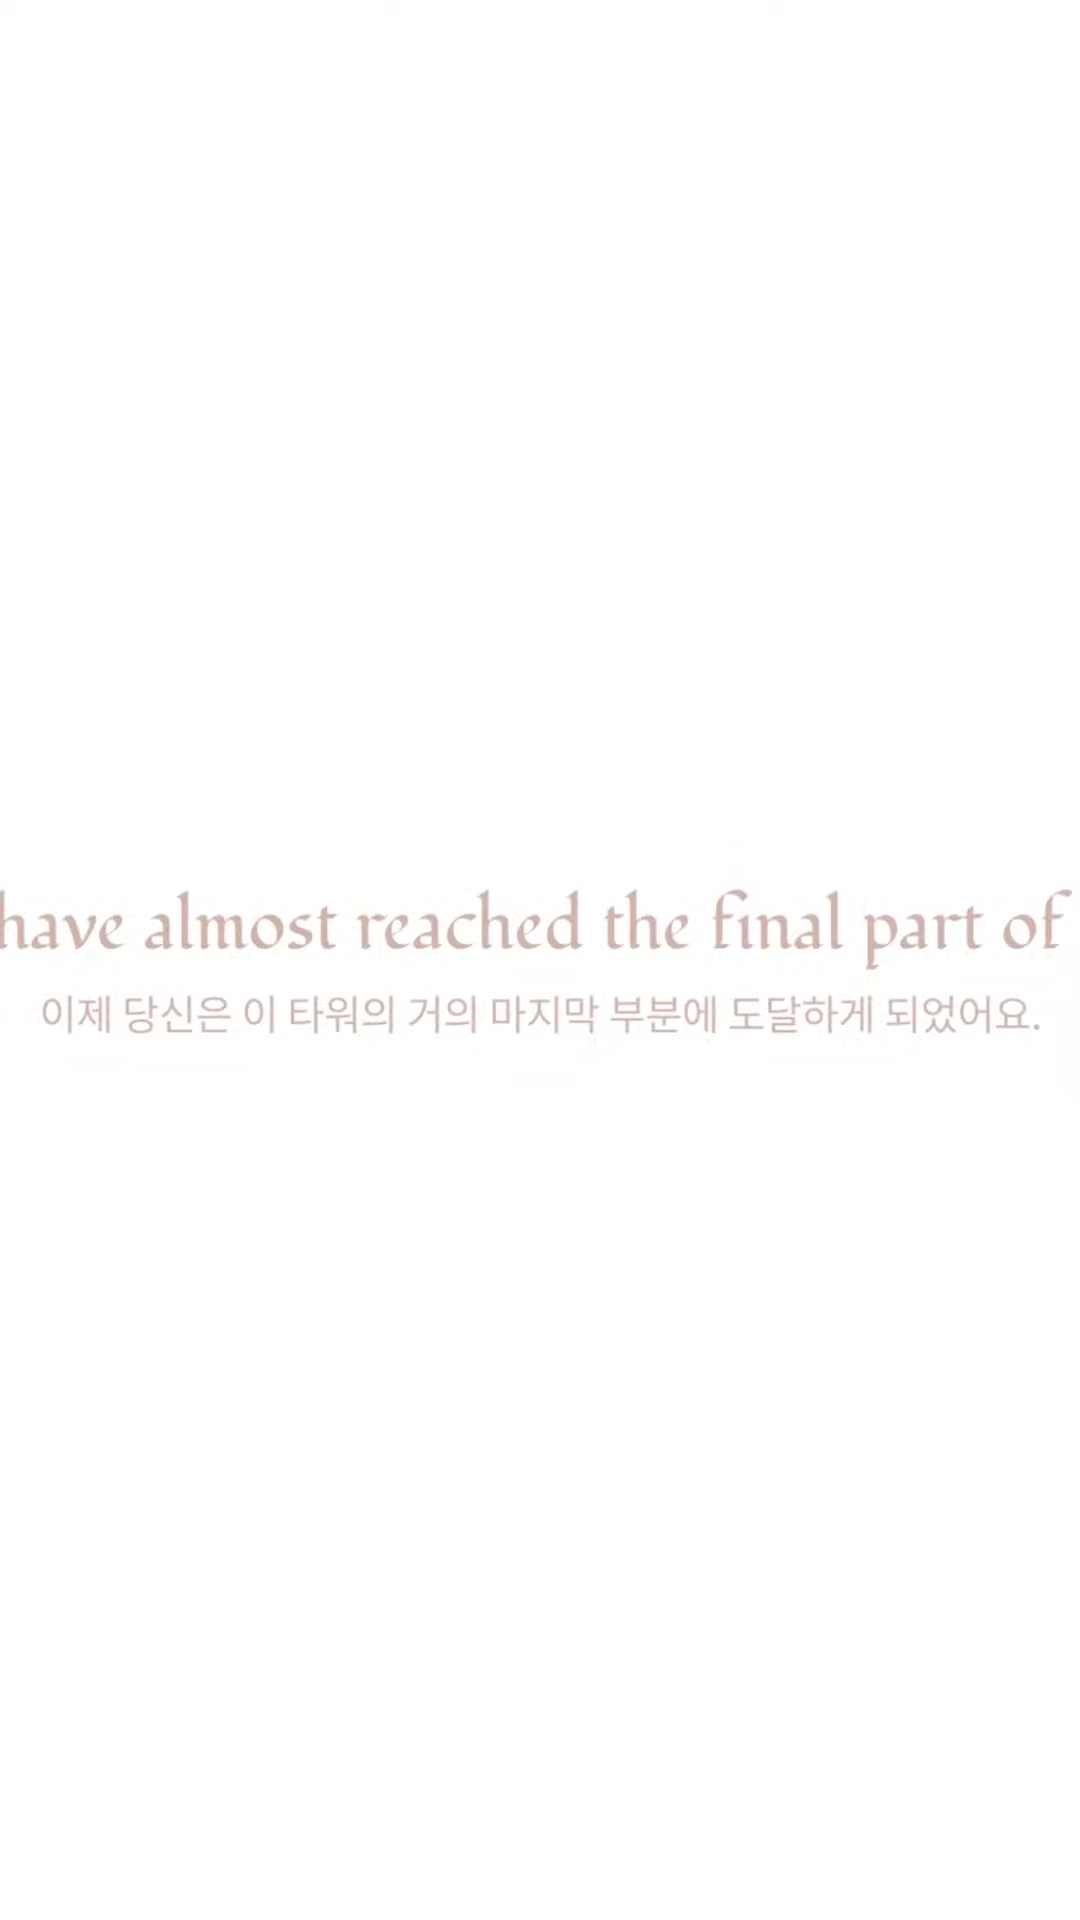 have almost reached the final part of
이제 당신은 이 타워의 거의 마지막 부분에 도달하게 되었어요.